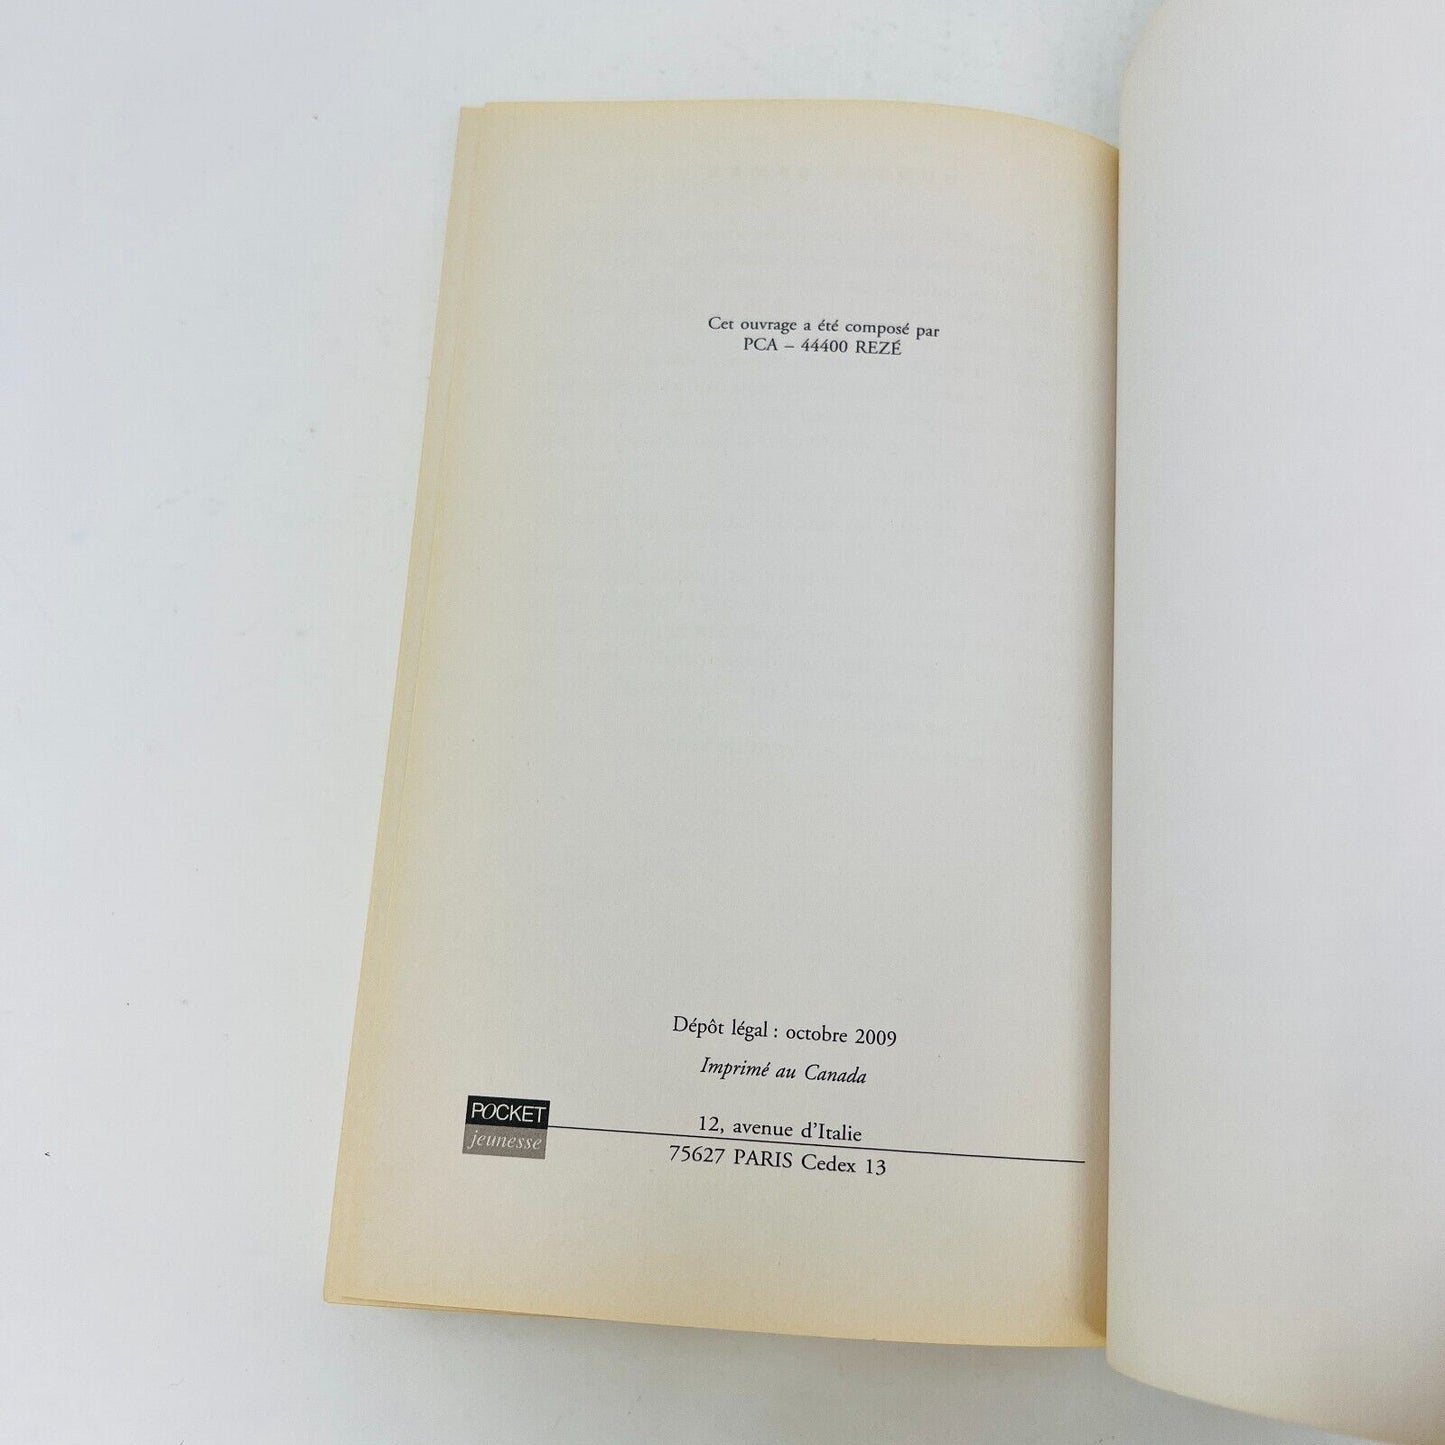 Cet ouvrage a été composé par
PCA – 44400 REZÉ
Dépôt légal : octobre 2009
Imprimé au Canada
POCKET
jeunesse
12, avenue d'Italie
75627 PARIS Cedex 13